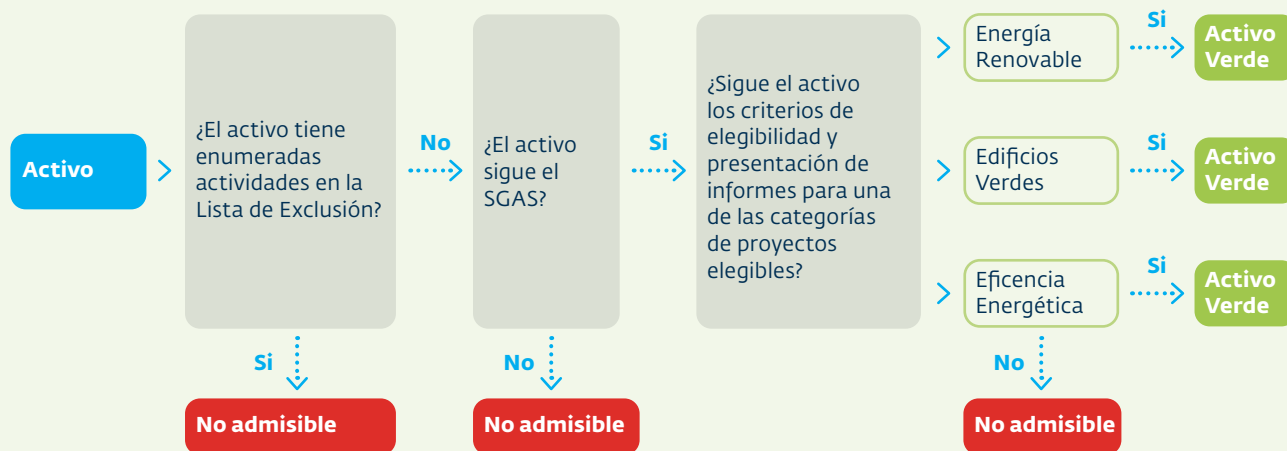 Activo
¿El activo tiene
enumeradas
actividades en la
Lista de Exclusión?
No
Si
No admisible
¿El activo
sigue el
SGAS?
Si
No
No admisible
¿Sigue el activo
los criterios de
elegibilidad y
presentación de
informes para una
de las categorías
de proyectos
elegibles?
Energía
Renovable
Si
Activo
Verde
Edificios
Verdes
Si
Activo
Verde
Eficencia
Energética
Si
Activo
Verde
No
No admisible